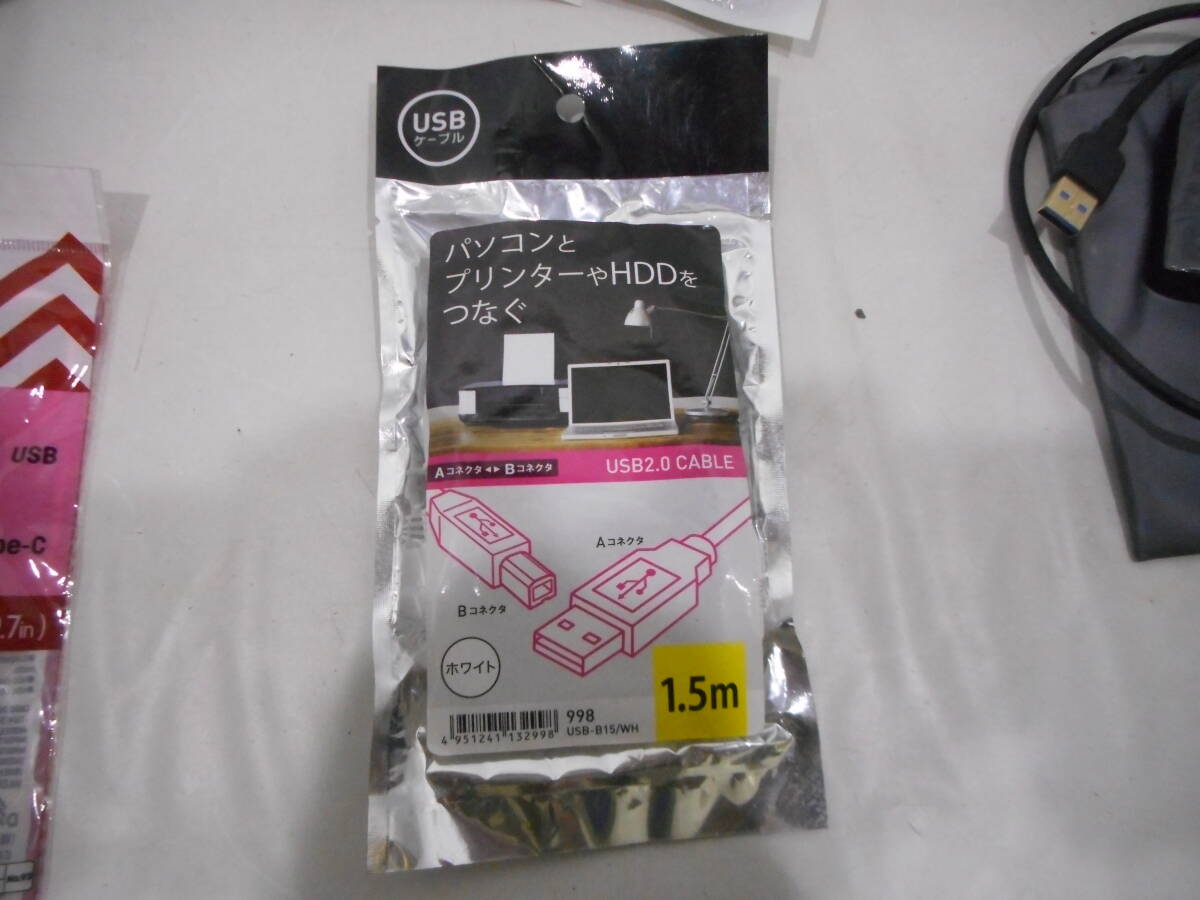 USB
ケーブル
パソコンと
プリンターやHDDを
つなぐ
Aコネクタ◂▸Bコネクタ
USB2.0 CABLE
Aコネクタ
Bコネクタ
ホワイト
1.5m
998
USB-B15/WH
4951241132998
USB
pe-C
.7in)